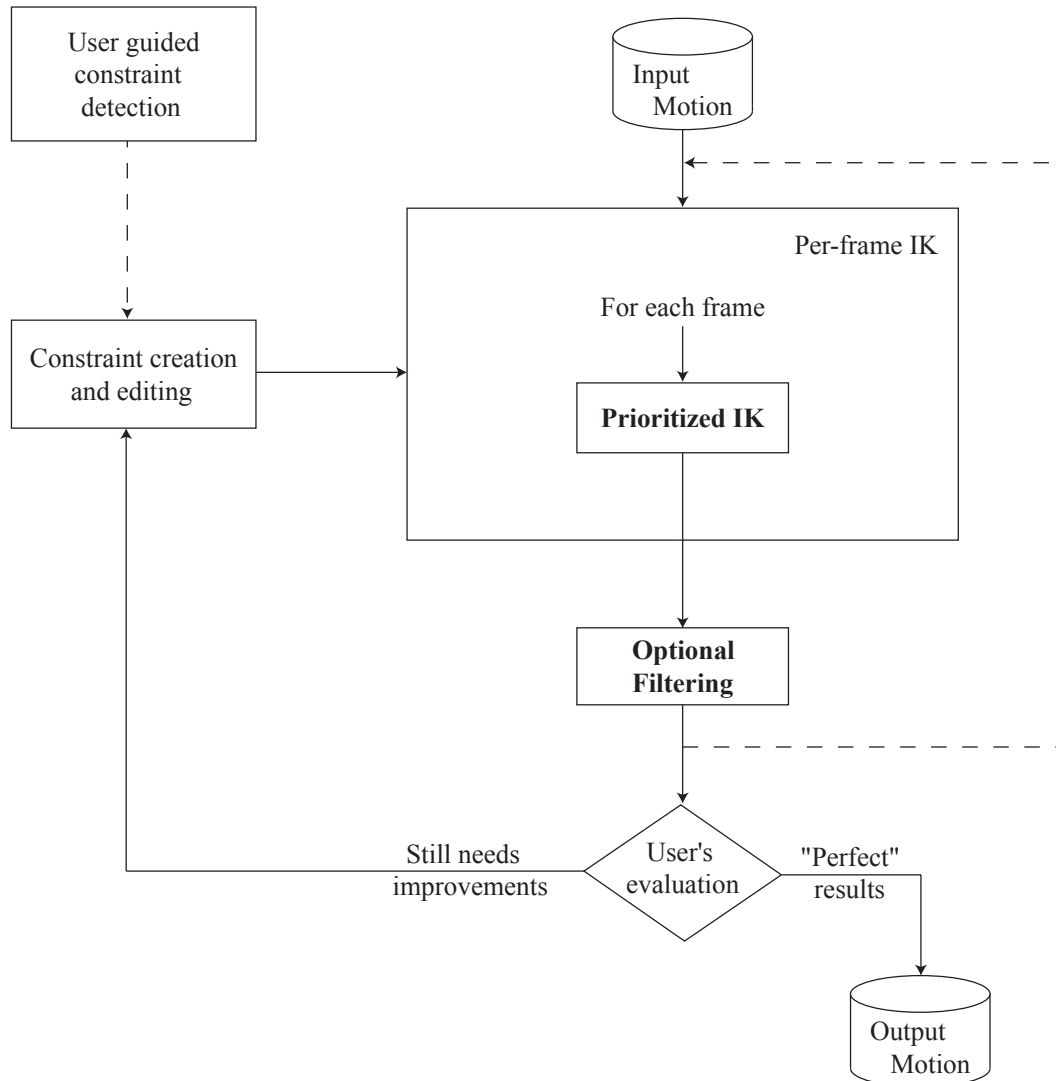 User guided
constraint
detection
Input
Motion
Per-frame IK
For each frame
Constraint creation
and editing
Prioritized IK
Optional
Filtering
Still needs
improvements
User's
evaluation
"Perfect"
results
Output
Motion